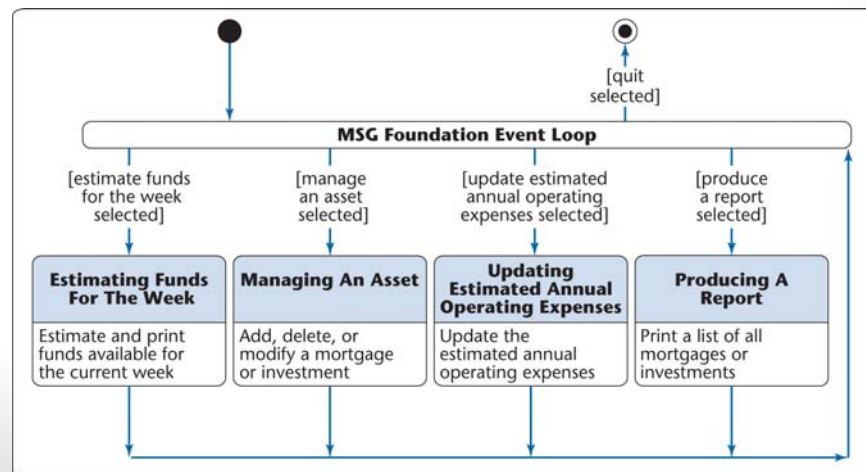 [quit
selected]
MSG Foundation Event Loop
[estimate funds
for the week
selected]
[manage
an asset
selected]
[update estimated
annual operating
expenses selected]
[produce
a report
selected]
Estimating Funds
For The Week
Estimate and print
funds available for
the current week
Managing An Asset
Add, delete, or
modify a mortgage
or investment
Updating
Estimated Annual
Operating Expenses
Update the
estimated annual
operating expenses
Producing A
Report
Print a list of all
mortgages or
investments